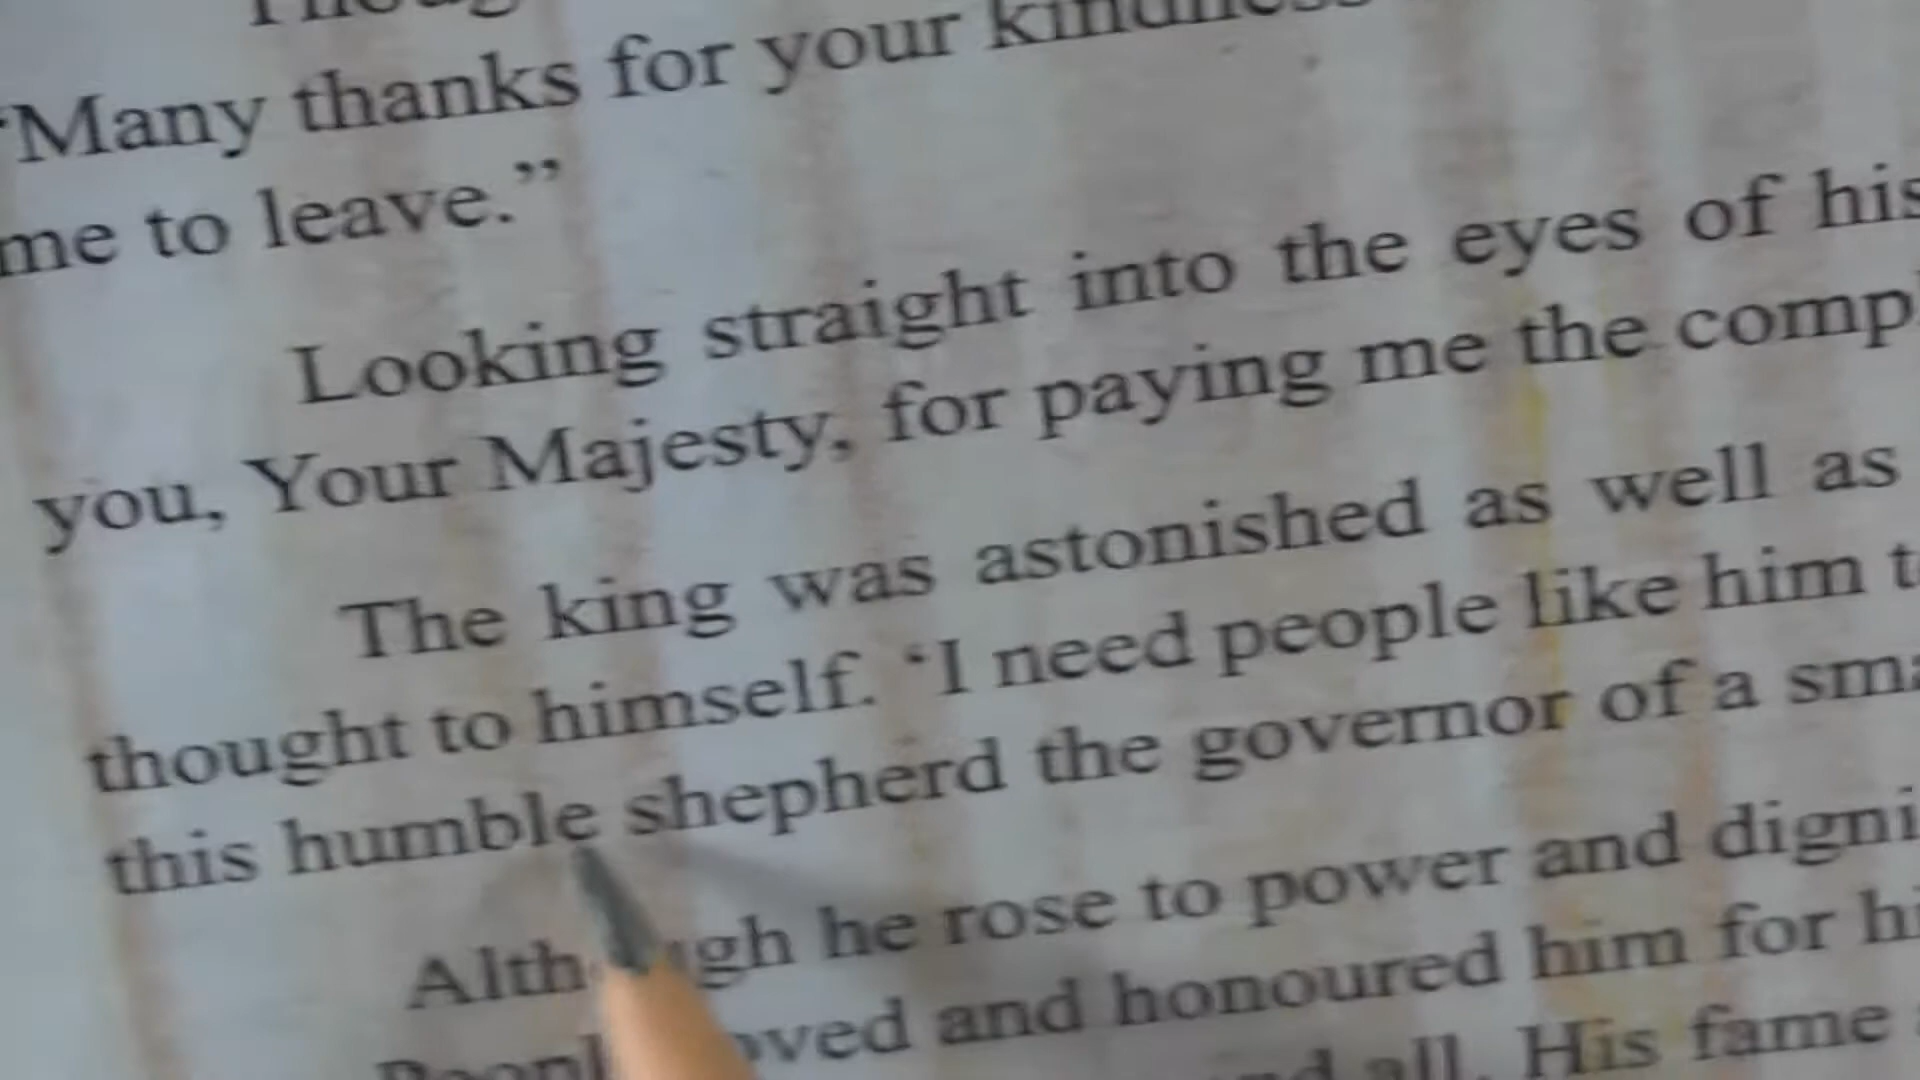 “Many thanks for your kindness
me to leave.”
Looking straight into the eyes of his
you, Your Majesty, for paying me the compl
The king was astonished as well as
thought to himself. ‘I need people like him to
this humble shepherd the governor of a sma
Although he rose to power and digni
loved and honoured him for hi
all. His fame